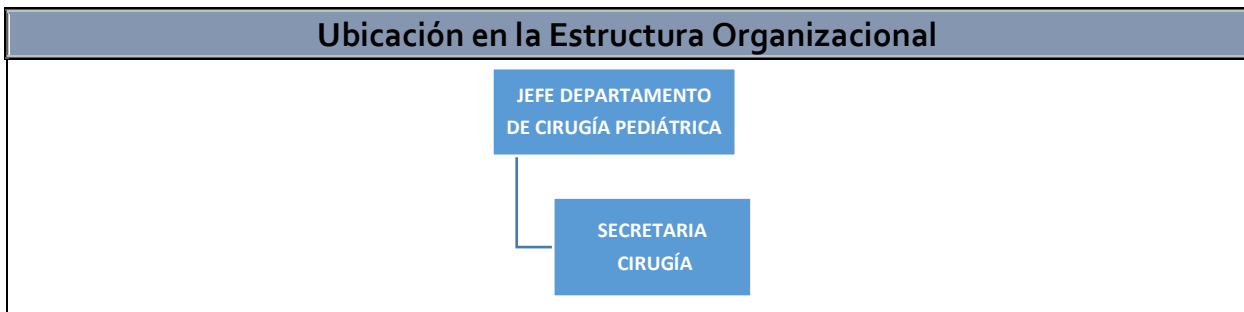 Ubicación en la Estructura Organizacional
JEFE DEPARTAMENTO
DE CIRUGÍA PEDIÁTRICA
SECRETARIA
CIRUGÍA